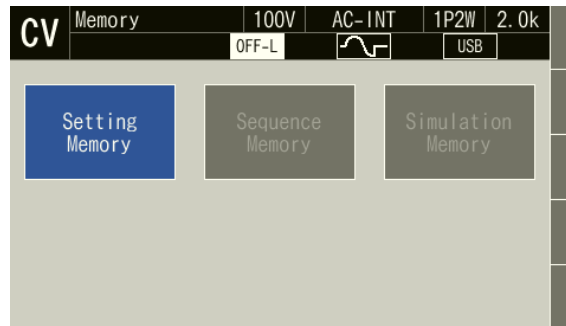 CV
Memory 100V AC-INT 1P2W 2.0k
OFF-L USB
Setting
Memory
Sequence
Memory
Simulation
Memory